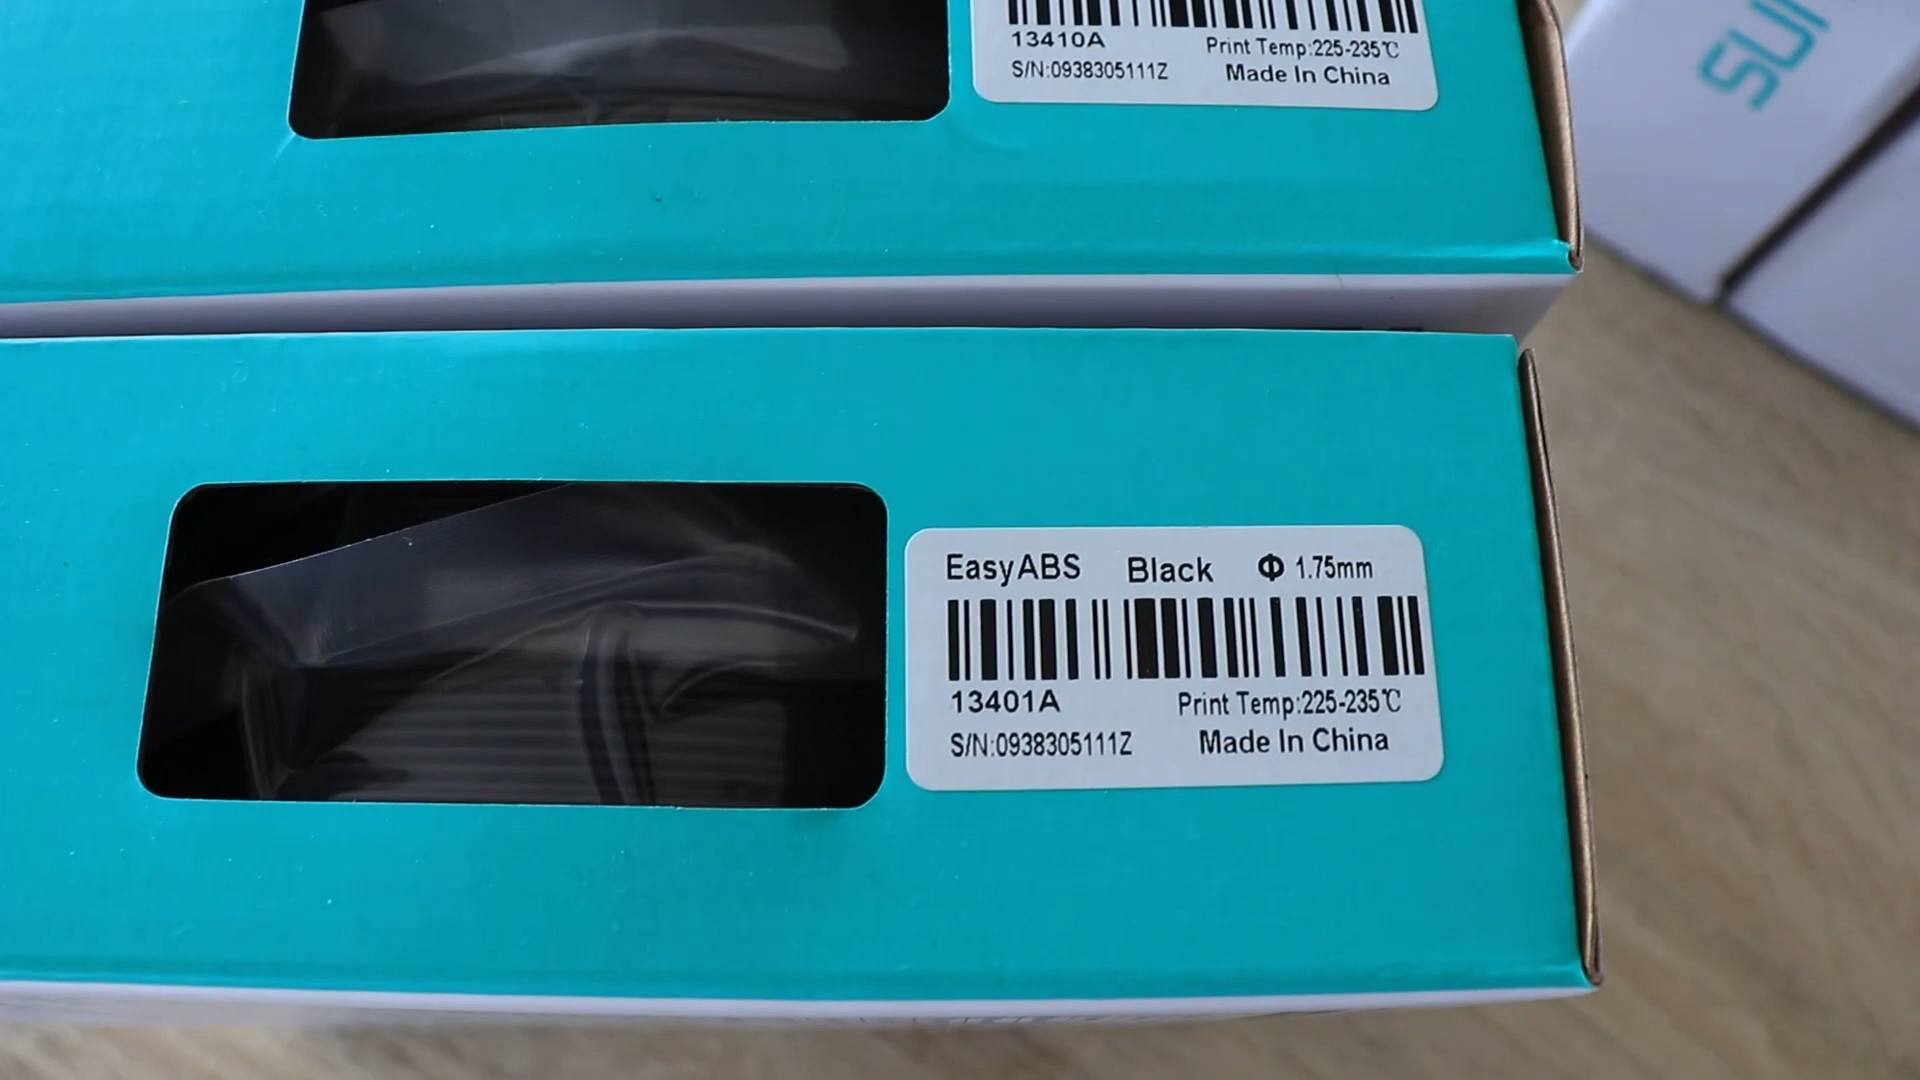 13410A Print Temp:225-235℃
S/N:0938305111Z Made In China
SU
EasyABS Black Φ 1.75mm
13401A Print Temp:225-235℃
S/N:0938305111Z Made In China